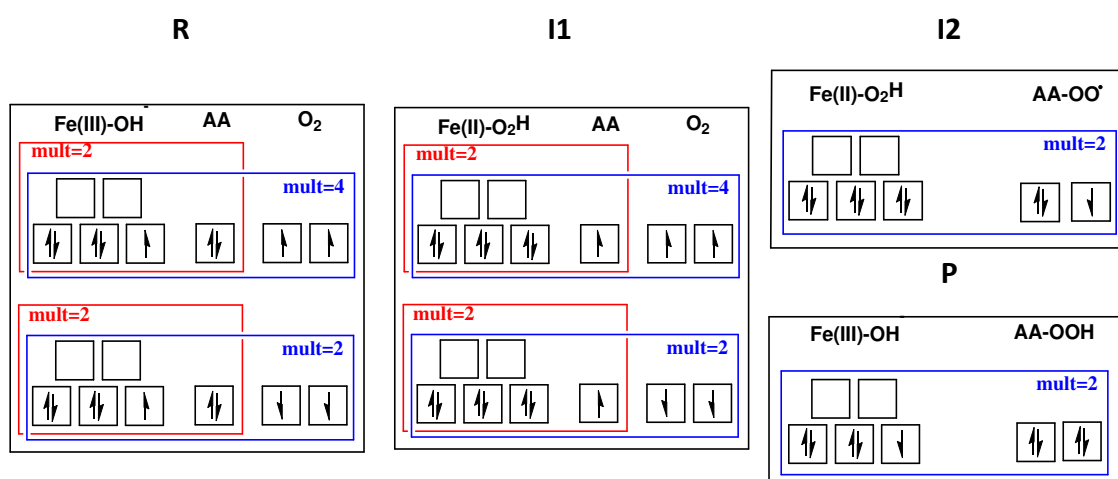 R
I1
I2
Fe(III)-OH AA O2
mult=2
mult=4
mult=2
mult=2
Fe(II)-O2H AA O2
mult=2
mult=4
mult=2
mult=2
Fe(II)-O2H AA-OO•
mult=2
P
Fe(III)-OH AA-OOH
mult=2